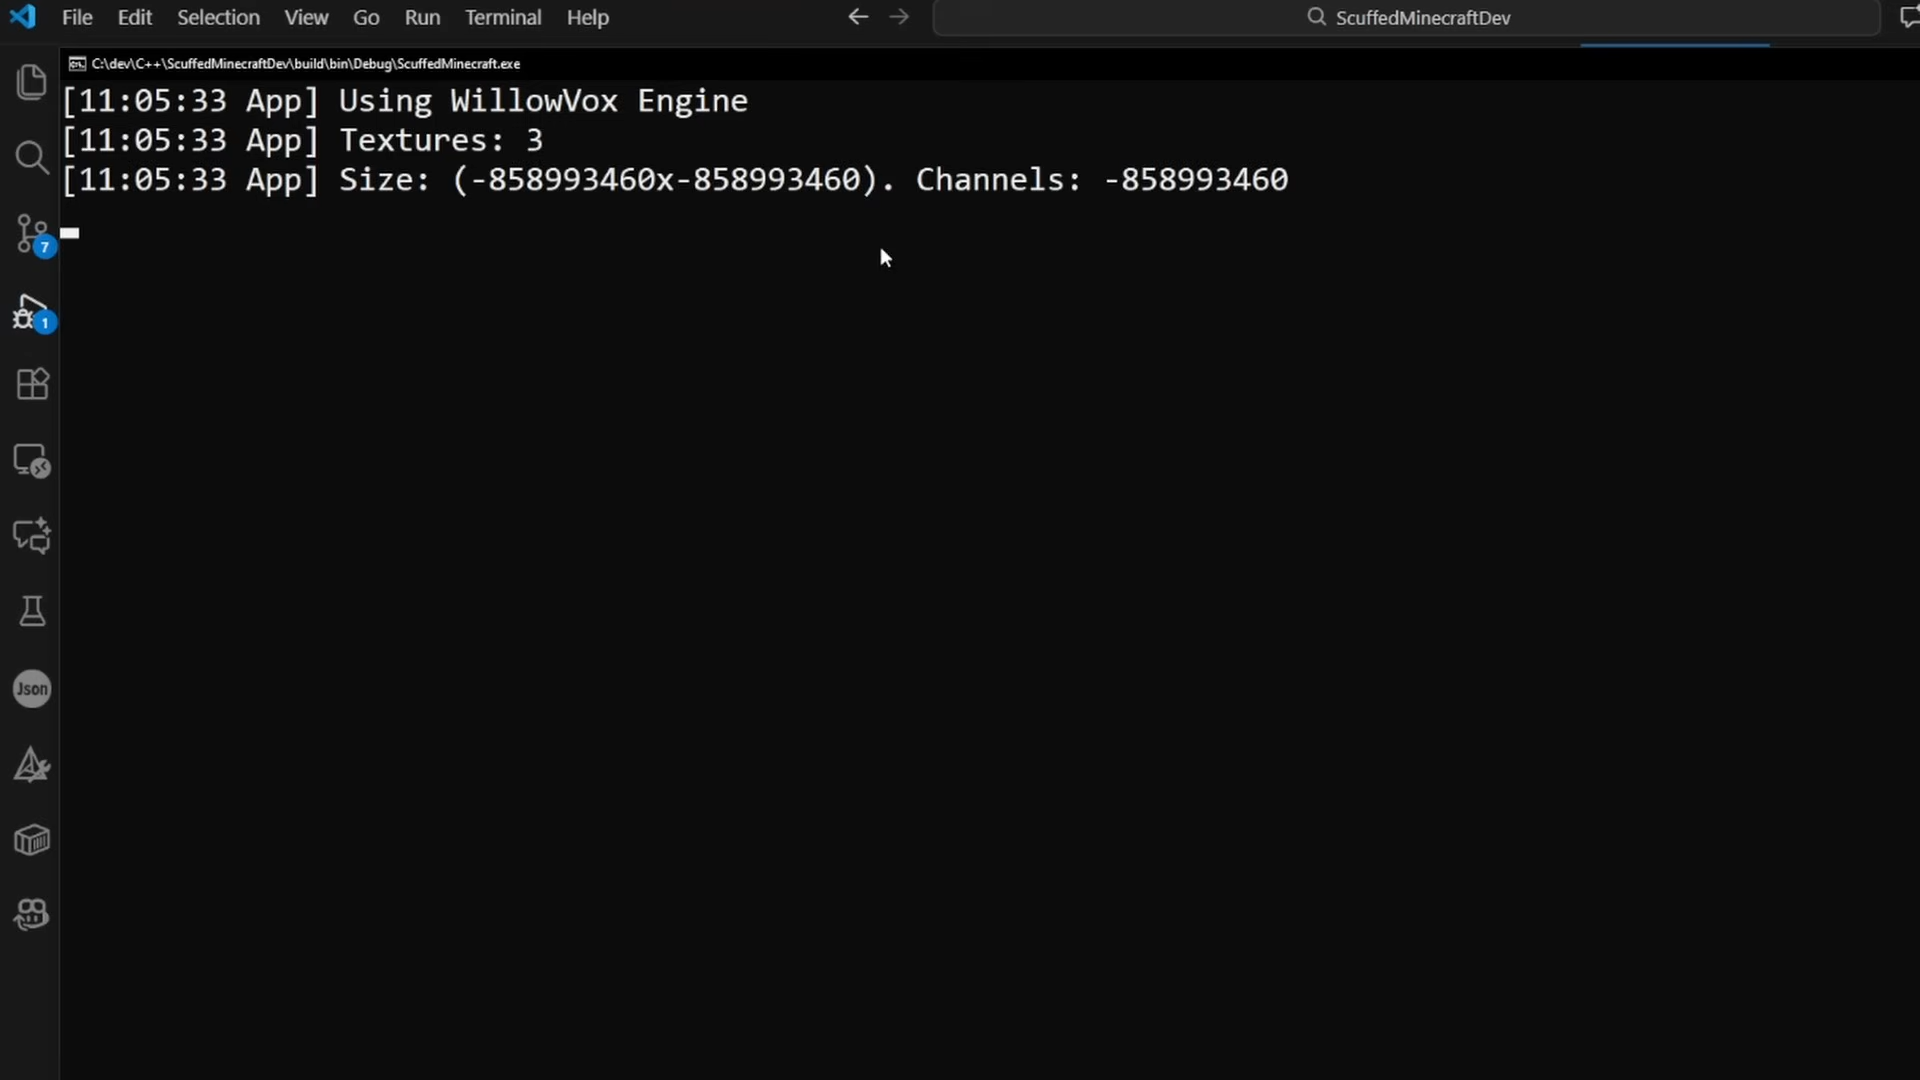 File Edit Selection View Go Run Terminal Help
ScuffedMinecraftDev
C:\dev\C++\ScuffedMinecraftDev\build\bin\Debug\ScuffedMinecraft.exe
[11:05:33 App] Using WillowVox Engine
[11:05:33 App] Textures: 3
[11:05:33 App] Size: (-858993460x-858993460). Channels: -858993460
7
1
Json